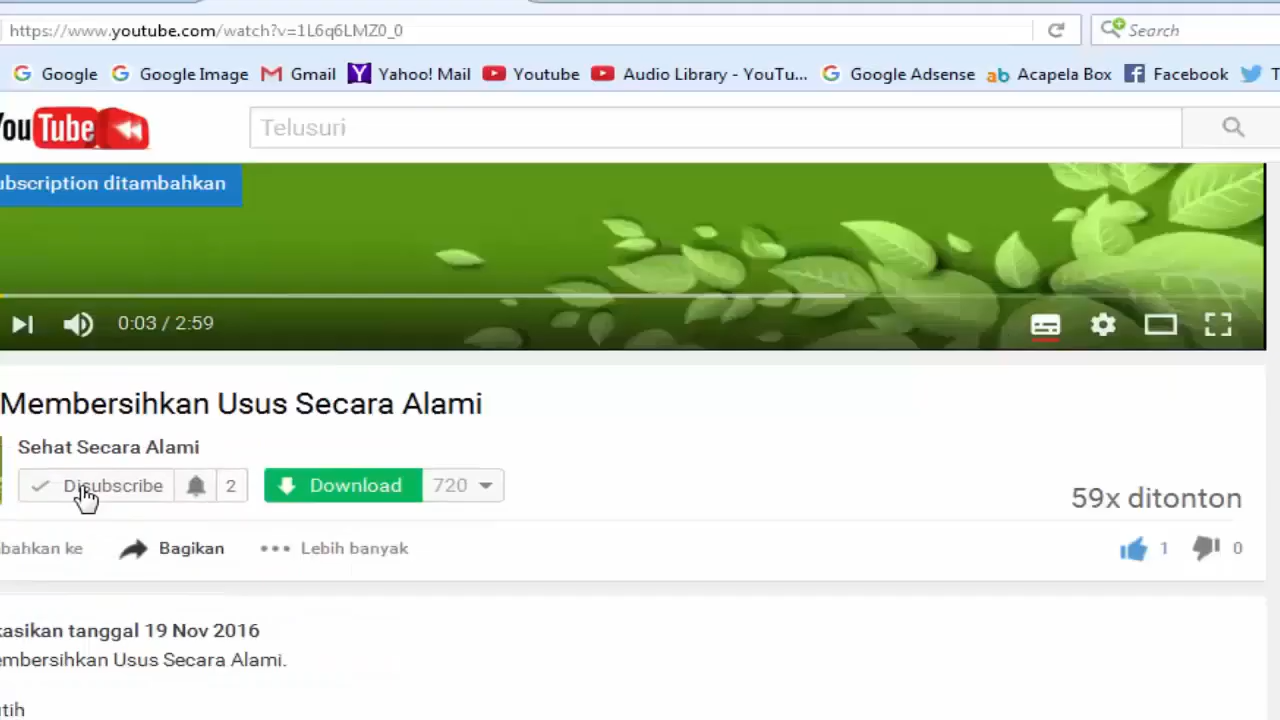 https://www.youtube.com/watch?v=1L6q6LMZ0_0
Search
Google Google Image Gmail Yahoo! Mail Youtube Audio Library - YouTu... Google Adsense Acapela Box Facebook T
You Tube
Telusuri
ubscription ditambahkan
0:03 / 2:59
Membersihkan Usus Secara Alami
Sehat Secara Alami
Disubscribe 2 Download 720
59x ditonton
bahkan ke Bagikan ••• Lebih banyak 1 0
kasikan tanggal 19 Nov 2016
embersihkan Usus Secara Alami.
utih